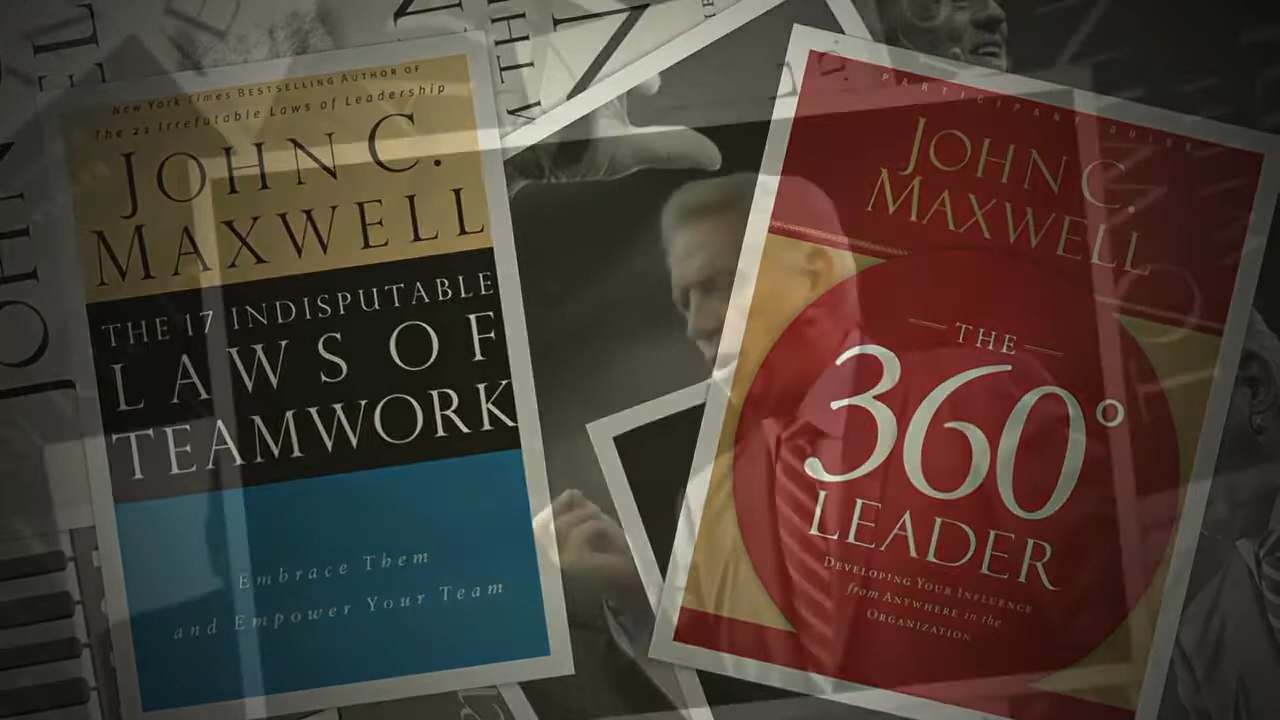 New York Times BESTSELLING AUTHOR OF
The 21 Irrefutable Laws of Leadership
JOHN C.
MAXWELL
THE 17 INDISPUTABLE
LAWS OF
TEAMWORK
Embrace Them
and Empower Your Team
PARTICIPANT GUIDE
JOHN C.
MAXWELL
THE
360°
LEADER
DEVELOPING YOUR INFLUENCE
from ANYWHERE in the
ORGANIZATION